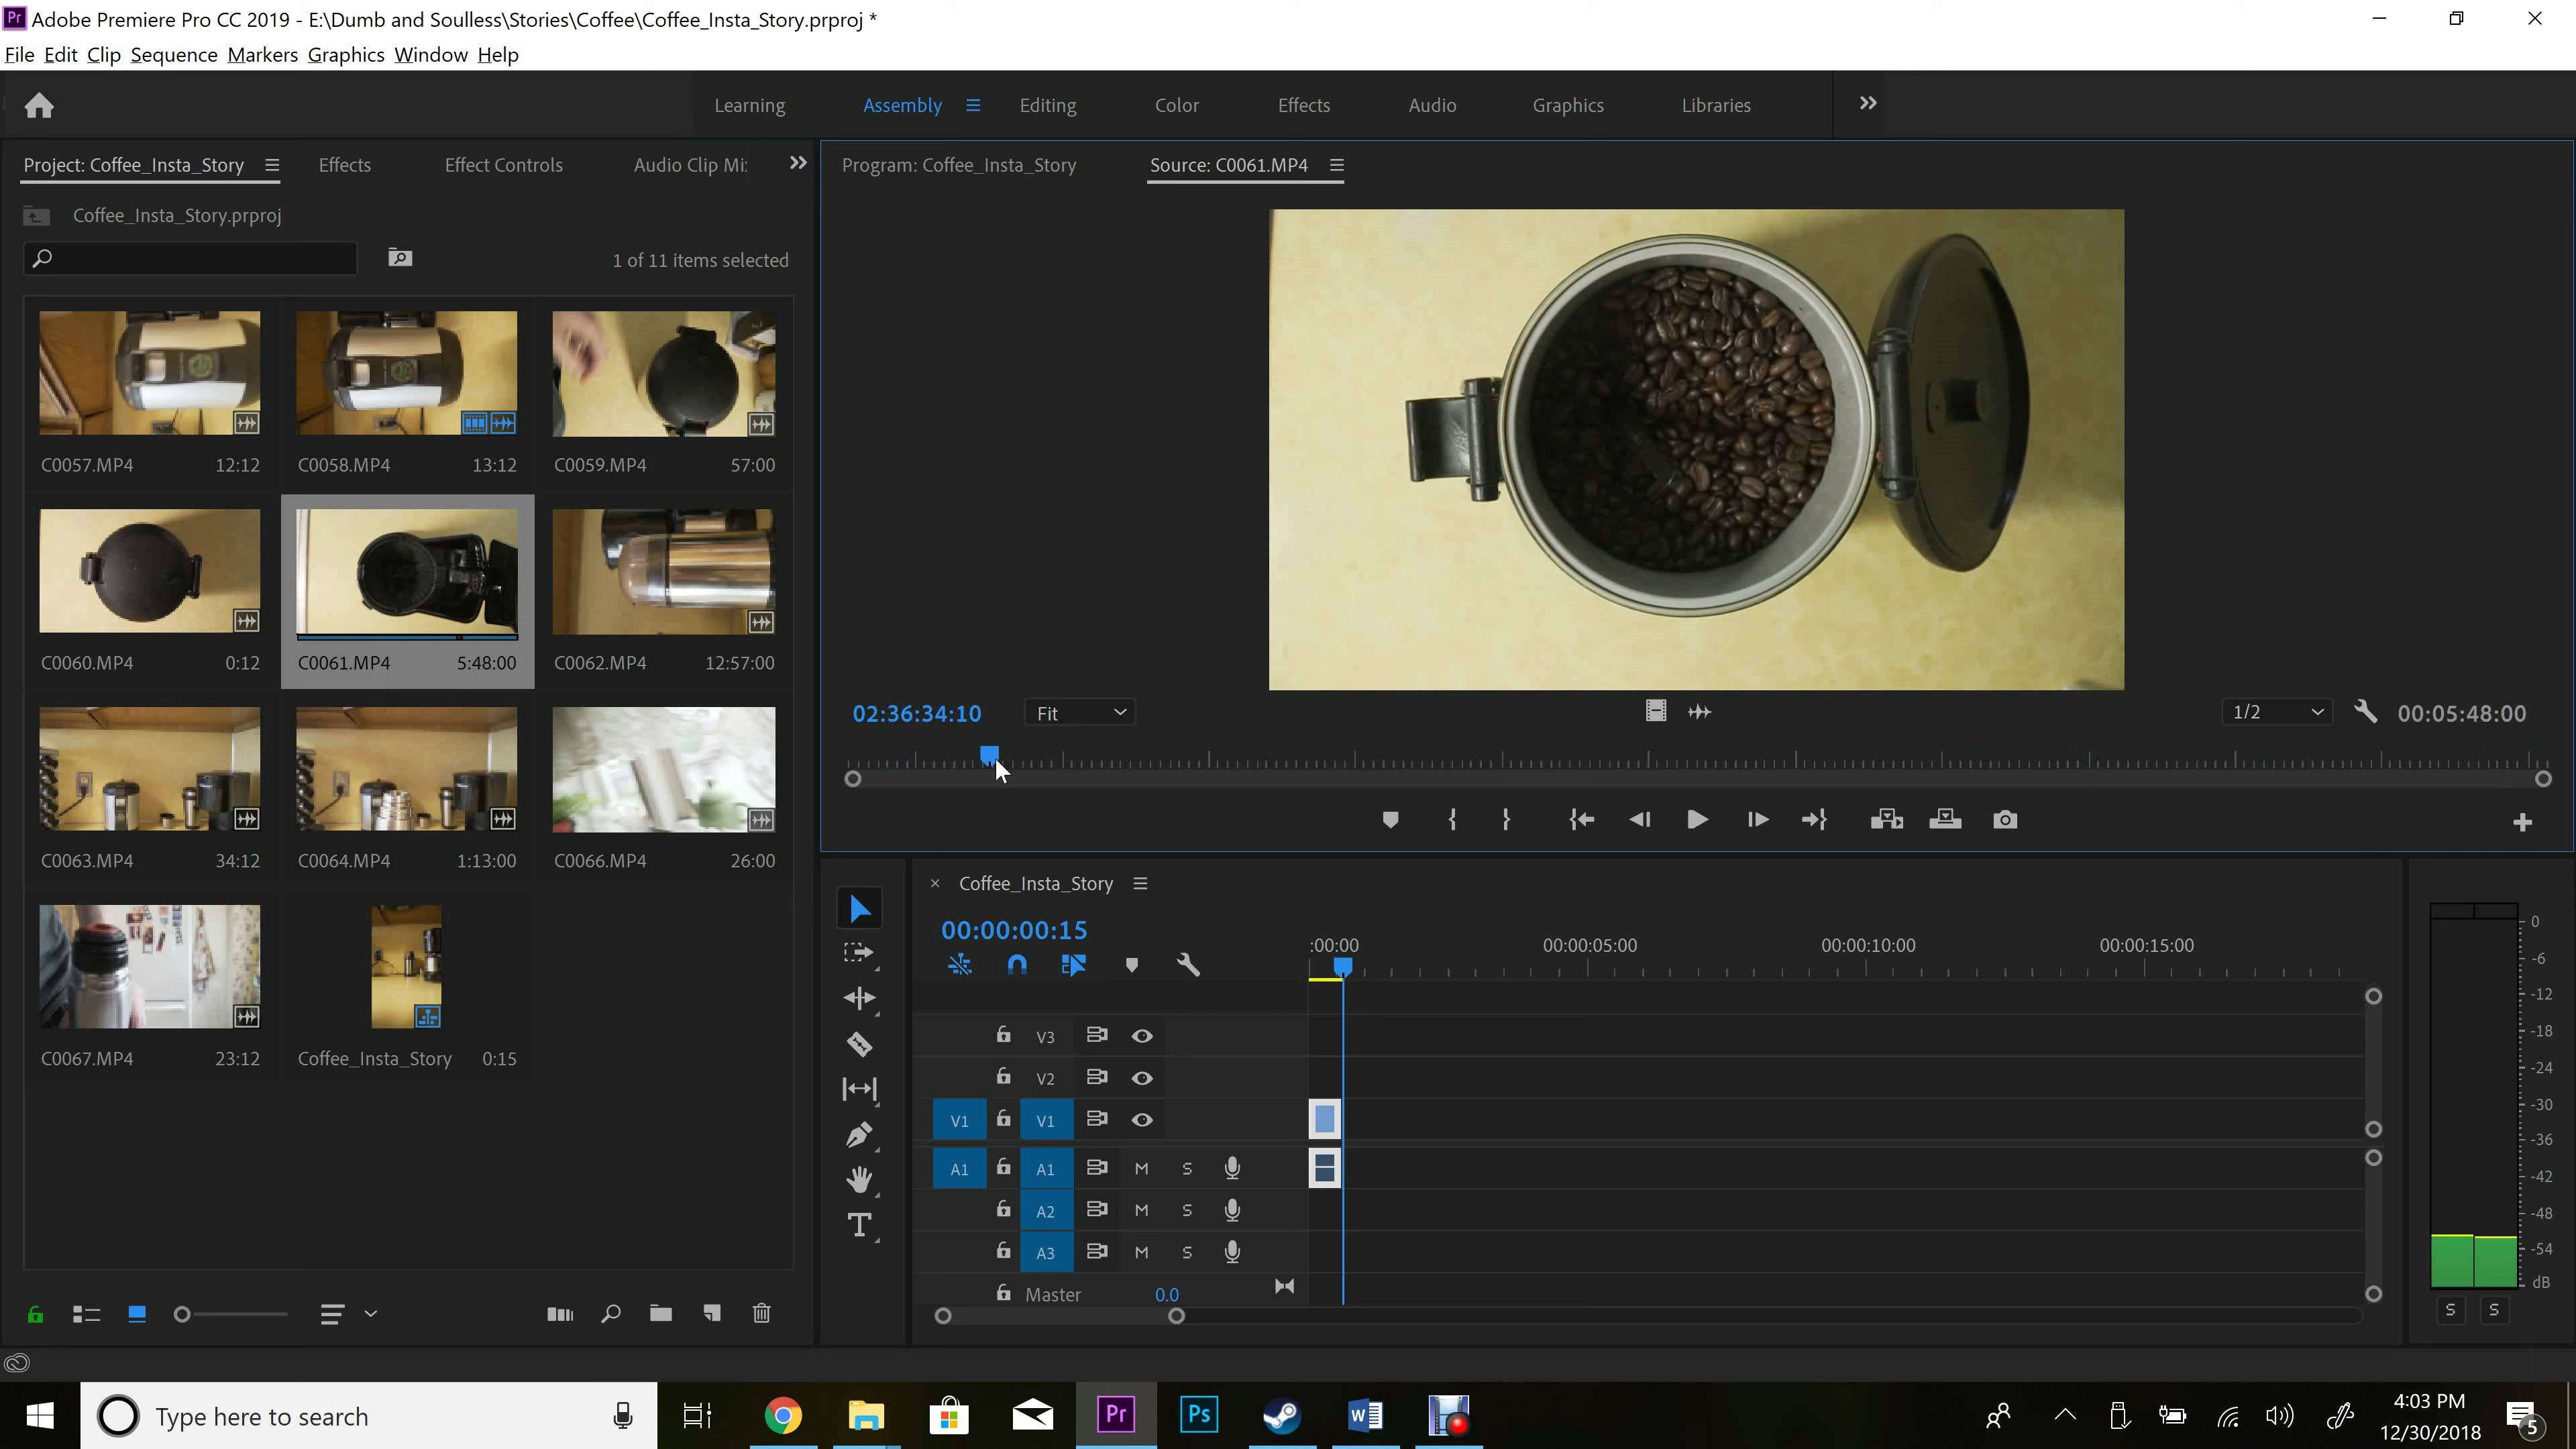 Pr Adobe Premiere Pro CC 2019 - E:\Dumb and Soulless\Stories\Coffee\Coffee_Insta_Story.prproj *
File Edit Clip Sequence Markers Graphics Window Help
Learning Assembly Editing Color Effects Audio Graphics Libraries
Project: Coffee_Insta_Story Effects Effect Controls Audio Clip Mi
Program: Coffee_Insta_Story Source: C0061.MP4
Coffee_Insta_Story.prproj
1 of 11 items selected
C0057.MP4 12:12 C0058.MP4 13:12 C0059.MP4 57:00
C0060.MP4 0:12 C0061.MP4 5:48:00 C0062.MP4 12:57:00
C0063.MP4 34:12 C0064.MP4 1:13:00 C0066.MP4 26:00
C0067.MP4 23:12 Coffee_Insta_Story 0:15
02:36:34:10 Fit 1/2 00:05:48:00
Coffee_Insta_Story
00:00:00:15
:00:00 00:00:05:00 00:00:10:00 00:00:15:00
V3
V2
V1 V1
A1 A1 M S
A2 M S
A3 M S
Master 0.0
0
-6
-12
-18
-24
-30
-36
-42
-48
-54
dB
S S
Type here to search
Pr Ps W
4:03 PM
12/30/2018
5